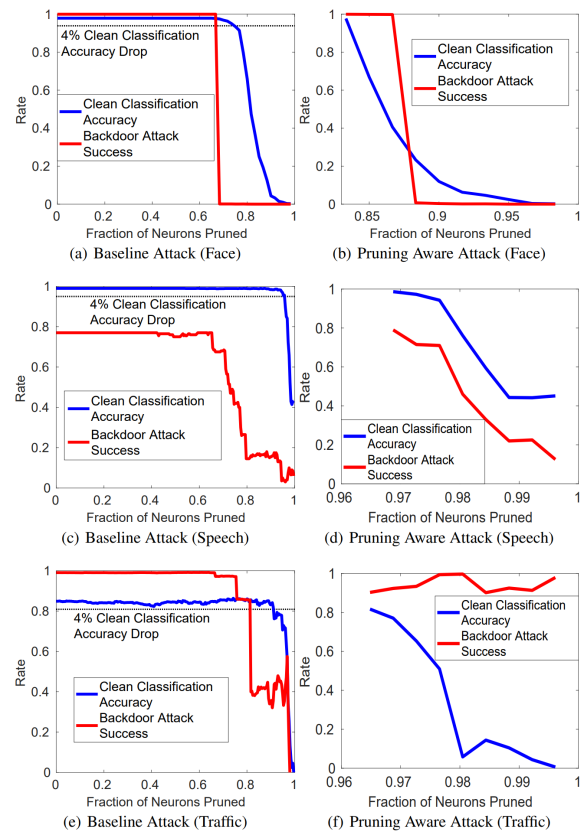 1
0.8
0.6
0.4
0.2
0
Rate
4% Clean Classification
Accuracy Drop
Clean Classification
Accuracy
Backdoor Attack
Success
0 0.2 0.4 0.6 0.8 1
Fraction of Neurons Pruned
(a) Baseline Attack (Face)
1
0.8
0.6
0.4
0.2
0
Rate
Clean Classification
Accuracy
Backdoor Attack
Success
0.85 0.9 0.95
Fraction of Neurons Pruned
(b) Pruning Aware Attack (Face)
1
0.8
0.6
0.4
0.2
0
Rate
4% Clean Classification
Accuracy Drop
Clean Classification
Accuracy
Backdoor Attack
Success
0 0.2 0.4 0.6 0.8 1
Fraction of Neurons Pruned
(c) Baseline Attack (Speech)
1
0.8
0.6
0.4
0.2
0
Rate
Clean Classification
Accuracy
Backdoor Attack
Success
0.96 0.97 0.98 0.99 1
Fraction of Neurons Pruned
(d) Pruning Aware Attack (Speech)
1
0.8
0.6
0.4
0.2
0
Rate
4% Clean Classification
Accuracy Drop
Clean Classification
Accuracy
Backdoor Attack
Success
0 0.2 0.4 0.6 0.8 1
Fraction of Neurons Pruned
(e) Baseline Attack (Traffic)
1
0.8
0.6
0.4
0.2
0
Rate
Clean Classification
Accuracy
Backdoor Attack
Success
0.96 0.97 0.98 0.99 1
Fraction of Neurons Pruned
(f) Pruning Aware Attack (Traffic)